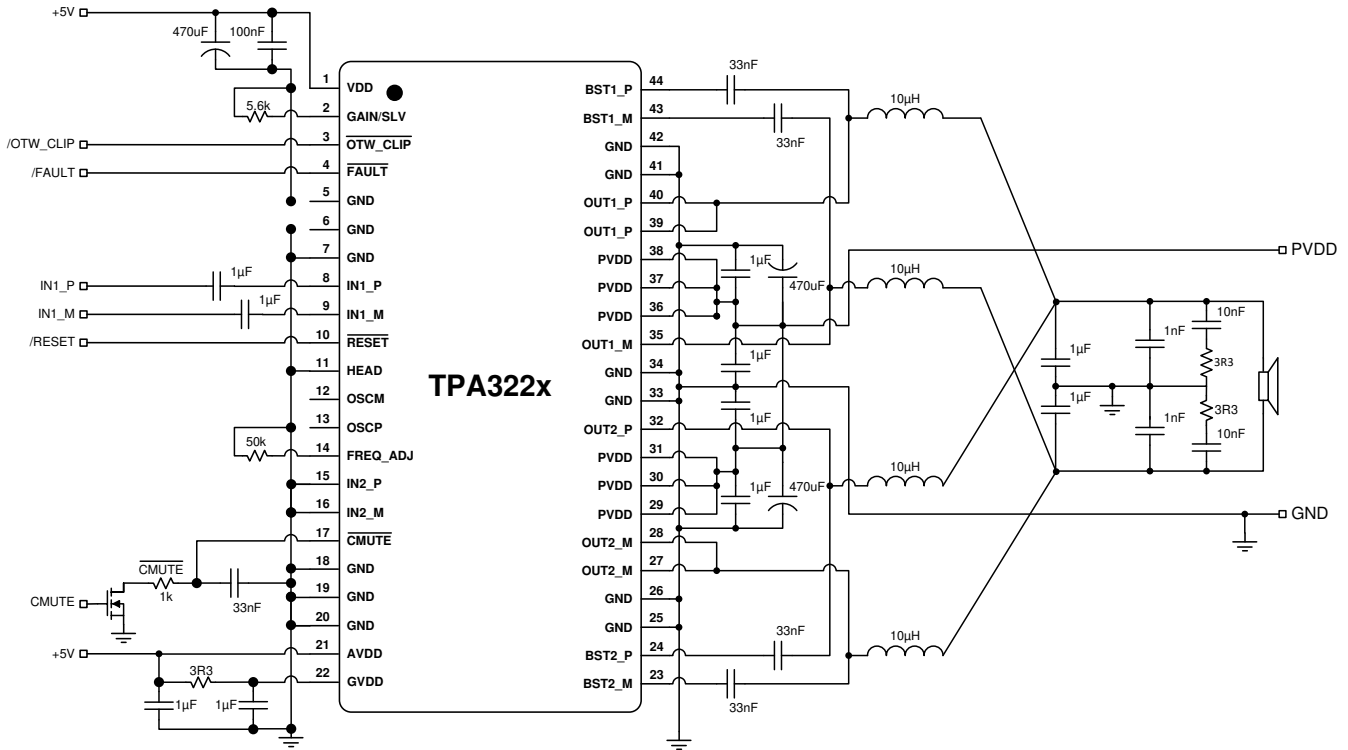 +5V
470uF
100nF
1 VDD
5.6k
2 GAIN/SLV
/OTW_CLIP
3 OTW_CLIP
/FAULT
4 FAULT
5 GND
6 GND
7 GND
IN1_P
1µF
8 IN1_P
IN1_M
1µF
9 IN1_M
/RESET
10 RESET
11 HEAD
12 OSCM
13 OSCP
50k
14 FREQ_ADJ
15 IN2_P
16 IN2_M
17 CMUTE
CMUTE
CMUTE
1k
33nF
18 GND
19 GND
20 GND
+5V
21 AVDD
3R3
22 GVDD
1µF
1µF
TPA322x
BST1_P 44
33nF
BST1_M 43
33nF
GND 42
GND 41
OUT1_P 40
OUT1_P 39
PVDD 38
PVDD 37
PVDD 36
OUT1_M 35
GND 34
GND 33
OUT2_P 32
PVDD 31
PVDD 30
PVDD 29
OUT2_M 28
OUT2_M 27
GND 26
GND 25
BST2_P 24
33nF
BST2_M 23
33nF
1µF
470uF
1µF
1µF
1µF
470uF
10µH
10µH
10µH
10µH
PVDD
1µF
1µF
1nF
1nF
10nF
3R3
3R3
10nF
GND